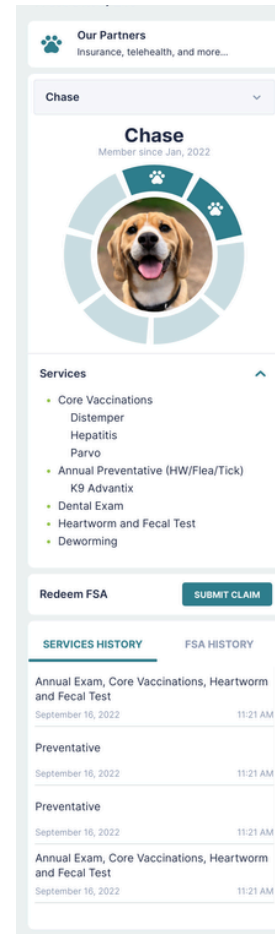 Our Partners
Insurance, telehealth, and more...
Chase
Chase
Member since Jan, 2022
Services
Core Vaccinations
Distemper
Hepatitis
Parvo
Annual Preventative (HW/Flea/Tick)
K9 Advantix
Dental Exam
Heartworm and Fecal Test
Deworming
Redeem FSA
SUBMIT CLAIM
SERVICES HISTORY
FSA HISTORY
Annual Exam, Core Vaccinations, Heartworm
and Fecal Test
September 16, 2022
11:21 AM
Preventative
September 16, 2022
11:21 AM
Preventative
September 16, 2022
11:21 AM
Annual Exam, Core Vaccinations, Heartworm
and Fecal Test
September 16, 2022
11:21 AM